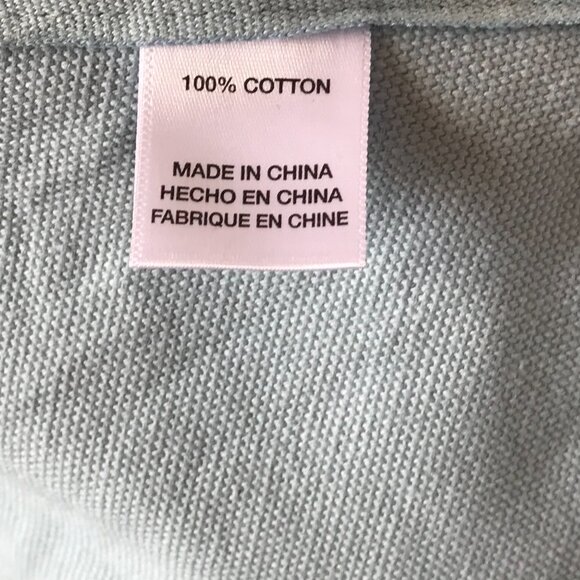 100% COTTON
MADE IN CHINA
HECHO EN CHINA
FABRIQUE EN CHINE